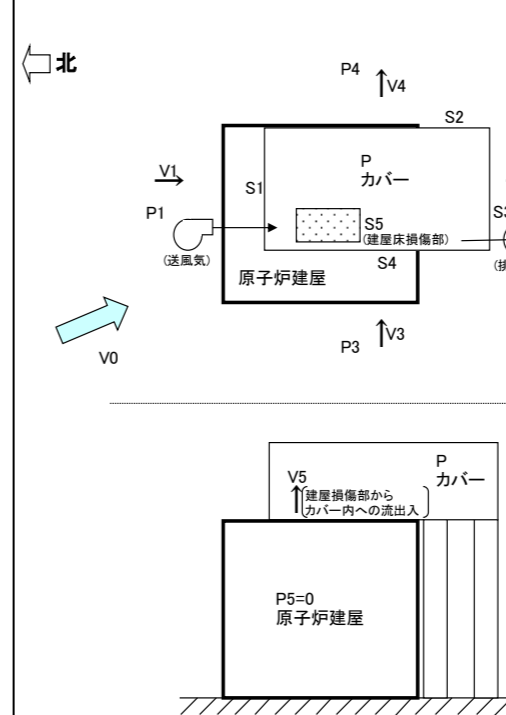 北
P4
V4
S2
V1
P
カバー
S1
P1
S3
S5
(建屋床損傷部)
(送風気)
S4
(排
原子炉建屋
V0
P3
V3
P
カバー
V5
建屋損傷部から
カバー内への流出入
P5=0
原子炉建屋